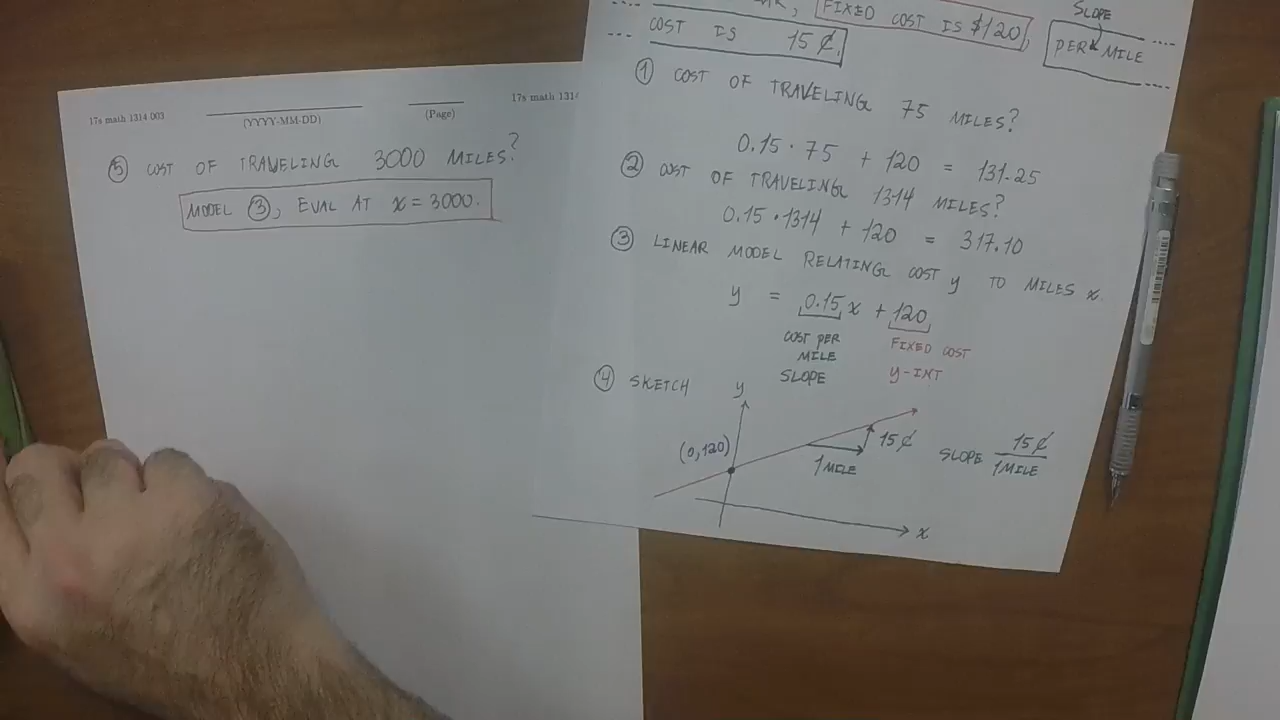 17s math 1314 003
(YYYY-MM-DD)
(Page)
17s math 1314
⑤ COST OF TRAVELING 3000 MILES?
MODEL ③, EVAL AT x = 3000.
FIXED COST IS $120,
SLOPE
... COST IS 15 ¢
PER MILE ....
① COST OF TRAVELING 75 MILES?
0.15 · 75 + 120 = 131.25
② COST OF TRAVELING 1314 MILES?
0.15 · 1314 + 120 = 317.10
③ LINEAR MODEL RELATING COST y TO MILES x.
y = 0.15 x + 120
COST PER MILE
FIXED COST
SLOPE
y-INT
④ SKETCH
y
(0,120)
15 ¢
1 MILE
SLOPE 15 ¢ / 1 MILE
x